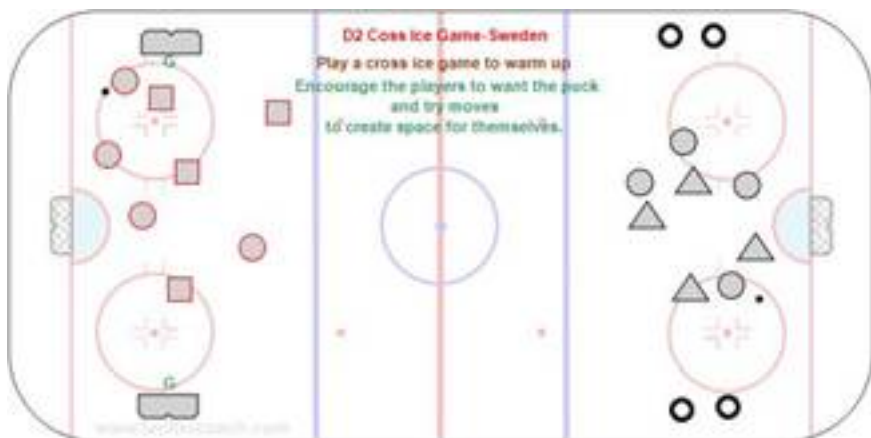 D2 Coss Ice Game-Sweden
Play a cross ice game to warm up
Encourage the players to want the puck
and try moves
to create space for themselves.
G
G